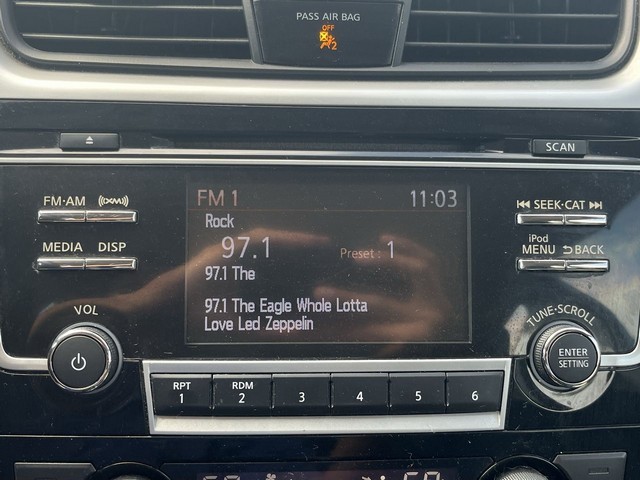 PASS AIR BAG
OFF
2
SCAN
FM·AM
XM
SEEK·CAT
MEDIA
DISP
iPod
MENU
BACK
FM 1
11:03
Rock
97.1
Preset : 1
97.1 The
97.1 The Eagle Whole Lotta
Love Led Zeppelin
VOL
TUNE·SCROLL
ENTER
SETTING
RPT
1
RDM
2
3
4
5
6